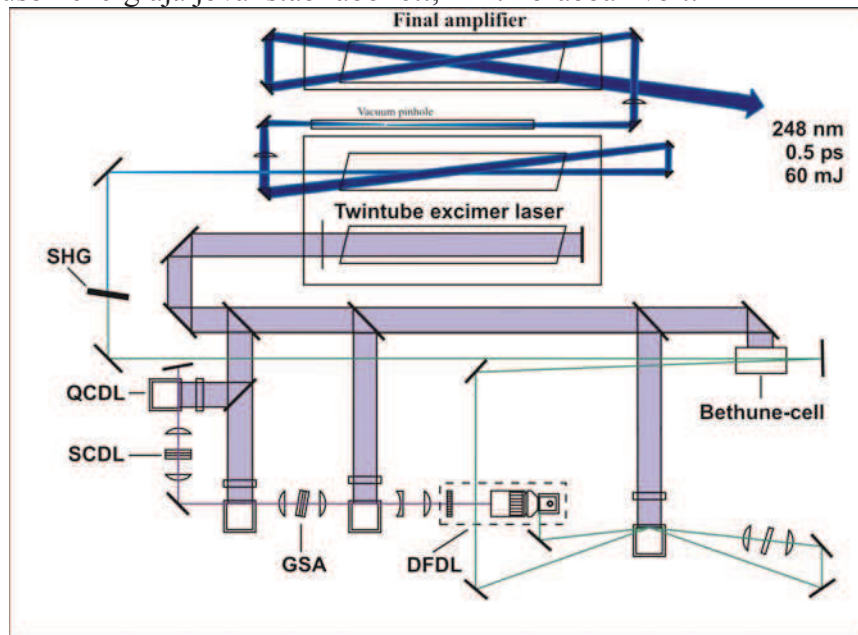 Final amplifier
Vacuum pinhole
248 nm
0.5 ps
60 mJ
Twintube excimer laser
SHG
QCDL
Bethune-cell
SCDL
GSA
DFDL